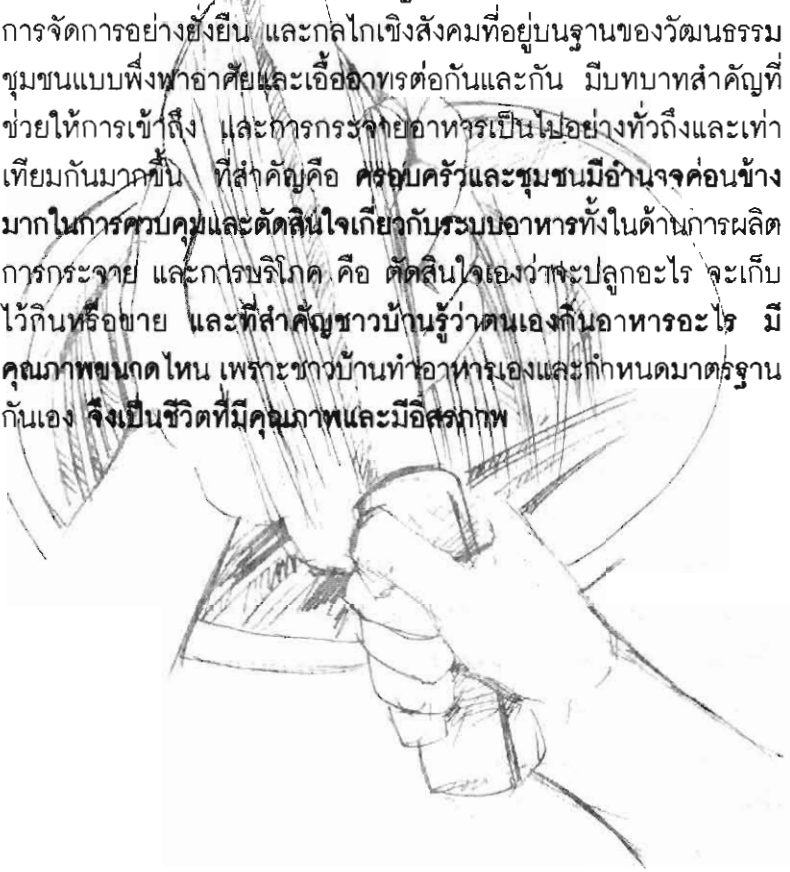 การจัดการอย่างยั่งยืน และกลไกเชิงสังคมที่อยู่บนฐานของวัฒนธรรม
ชุมชนแบบพึ่งพาอาศัยและเอื้ออาทรต่อกันและกัน มีบทบาทสำคัญที่
ช่วยให้การเข้าถึง และการกระจายอาหารเป็นไปอย่างทั่วถึงและเท่า
เทียมกันมากขึ้น ที่สำคัญคือ ครอบครัวและชุมชนมีอำนาจค่อนข้าง
มากในการควบคุมและตัดสินใจเกี่ยวกับระบบอาหารทั้งในด้านการผลิต
การกระจาย และการบริโภค คือ ตัดสินใจเองว่าจะปลูกอะไร จะเก็บ
ไว้กินหรือขาย และที่สำคัญชาวบ้านรู้ว่าตนเองกินอาหารอะไร มี
คุณภาพขนาดไหน เพราะชาวบ้านทำอาหารเองและกำหนดมาตรฐาน
กันเอง จึงเป็นชีวิตที่มีคุณภาพและมีอิสรภาพ